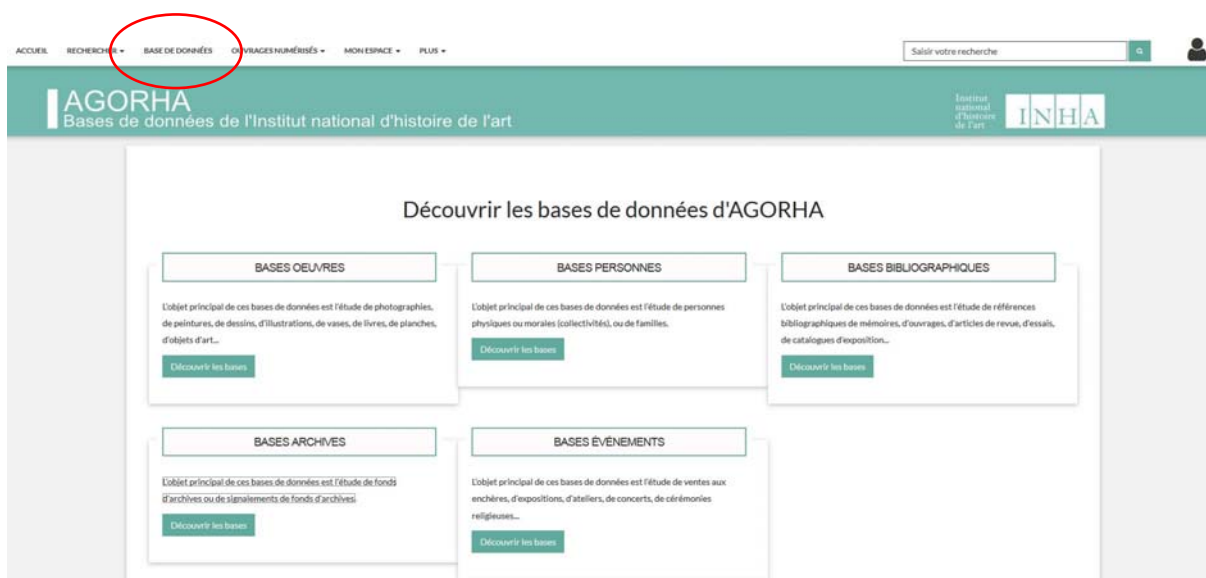 ACCUEIL RECHERCHER BASE DE DONNÉES OUVRAGES NUMÉRISÉS MON ESPACE PLUS Saisir votre recherche
AGORHA
Bases de données de l'Institut national d'histoire de l'art
Institut
national
d'histoire
de l'art
INHA
Découvrir les bases de données d'AGORHA
BASES OEUVRES
L'objet principal de ces bases de données est l'étude de photographies,
de peintures, de dessins, d'illustrations, de vases, de livres, de planches,
d'objets d'art...
Découvrir les bases
BASES PERSONNES
L'objet principal de ces bases de données est l'étude de personnes
physiques ou morales (collectivités), ou de familles.
Découvrir les bases
BASES BIBLIOGRAPHIQUES
L'objet principal de ces bases de données est l'étude de références
bibliographiques de mémoires, d'ouvrages, d'articles de revue, d'essais,
de catalogues d'exposition...
Découvrir les bases
BASES ARCHIVES
L'objet principal de ces bases de données est l'étude de fonds
d'archives ou de signalements de fonds d'archives.
Découvrir les bases
BASES ÉVÉNEMENTS
L'objet principal de ces bases de données est l'étude de ventes aux
enchères, d'expositions, d'ateliers, de concerts, de cérémonies
religieuses...
Découvrir les bases